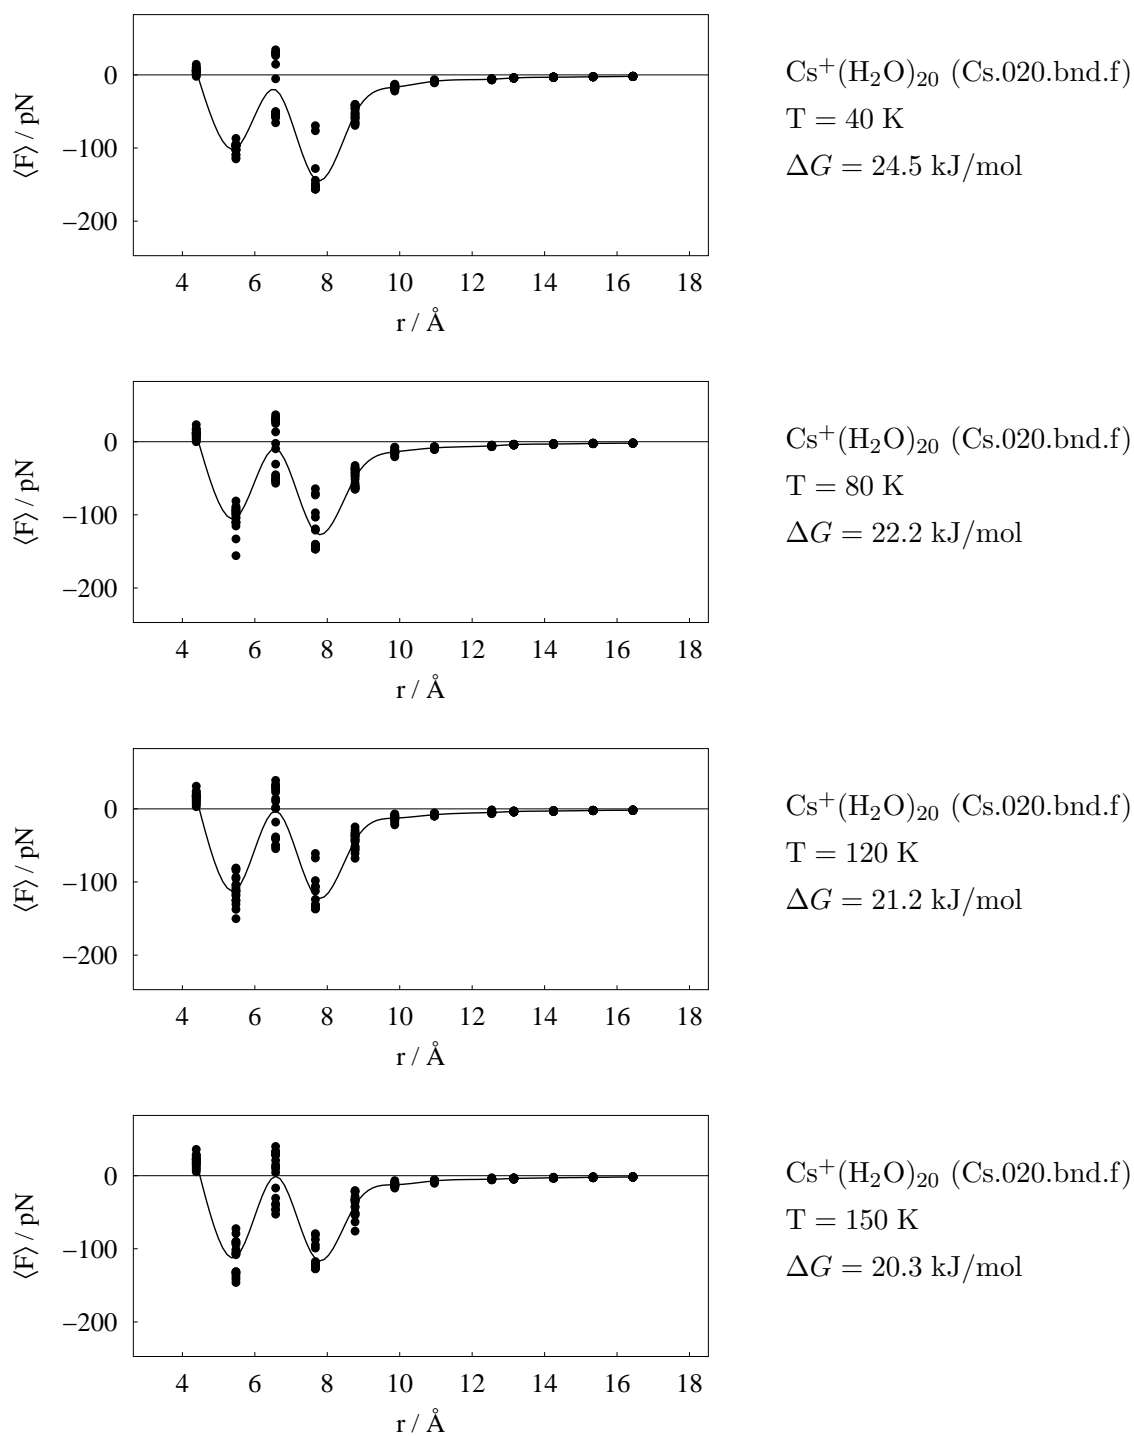 0
−100
−200
⟨F⟩ / pN
4 6 8 10 12 14 16 18
r / Å
Cs⁺(H₂O)₂₀ (Cs.020.bnd.f)
T = 40 K
ΔG = 24.5 kJ/mol
0
−100
−200
⟨F⟩ / pN
4 6 8 10 12 14 16 18
r / Å
Cs⁺(H₂O)₂₀ (Cs.020.bnd.f)
T = 80 K
ΔG = 22.2 kJ/mol
0
−100
−200
⟨F⟩ / pN
4 6 8 10 12 14 16 18
r / Å
Cs⁺(H₂O)₂₀ (Cs.020.bnd.f)
T = 120 K
ΔG = 21.2 kJ/mol
0
−100
−200
⟨F⟩ / pN
4 6 8 10 12 14 16 18
r / Å
Cs⁺(H₂O)₂₀ (Cs.020.bnd.f)
T = 150 K
ΔG = 20.3 kJ/mol